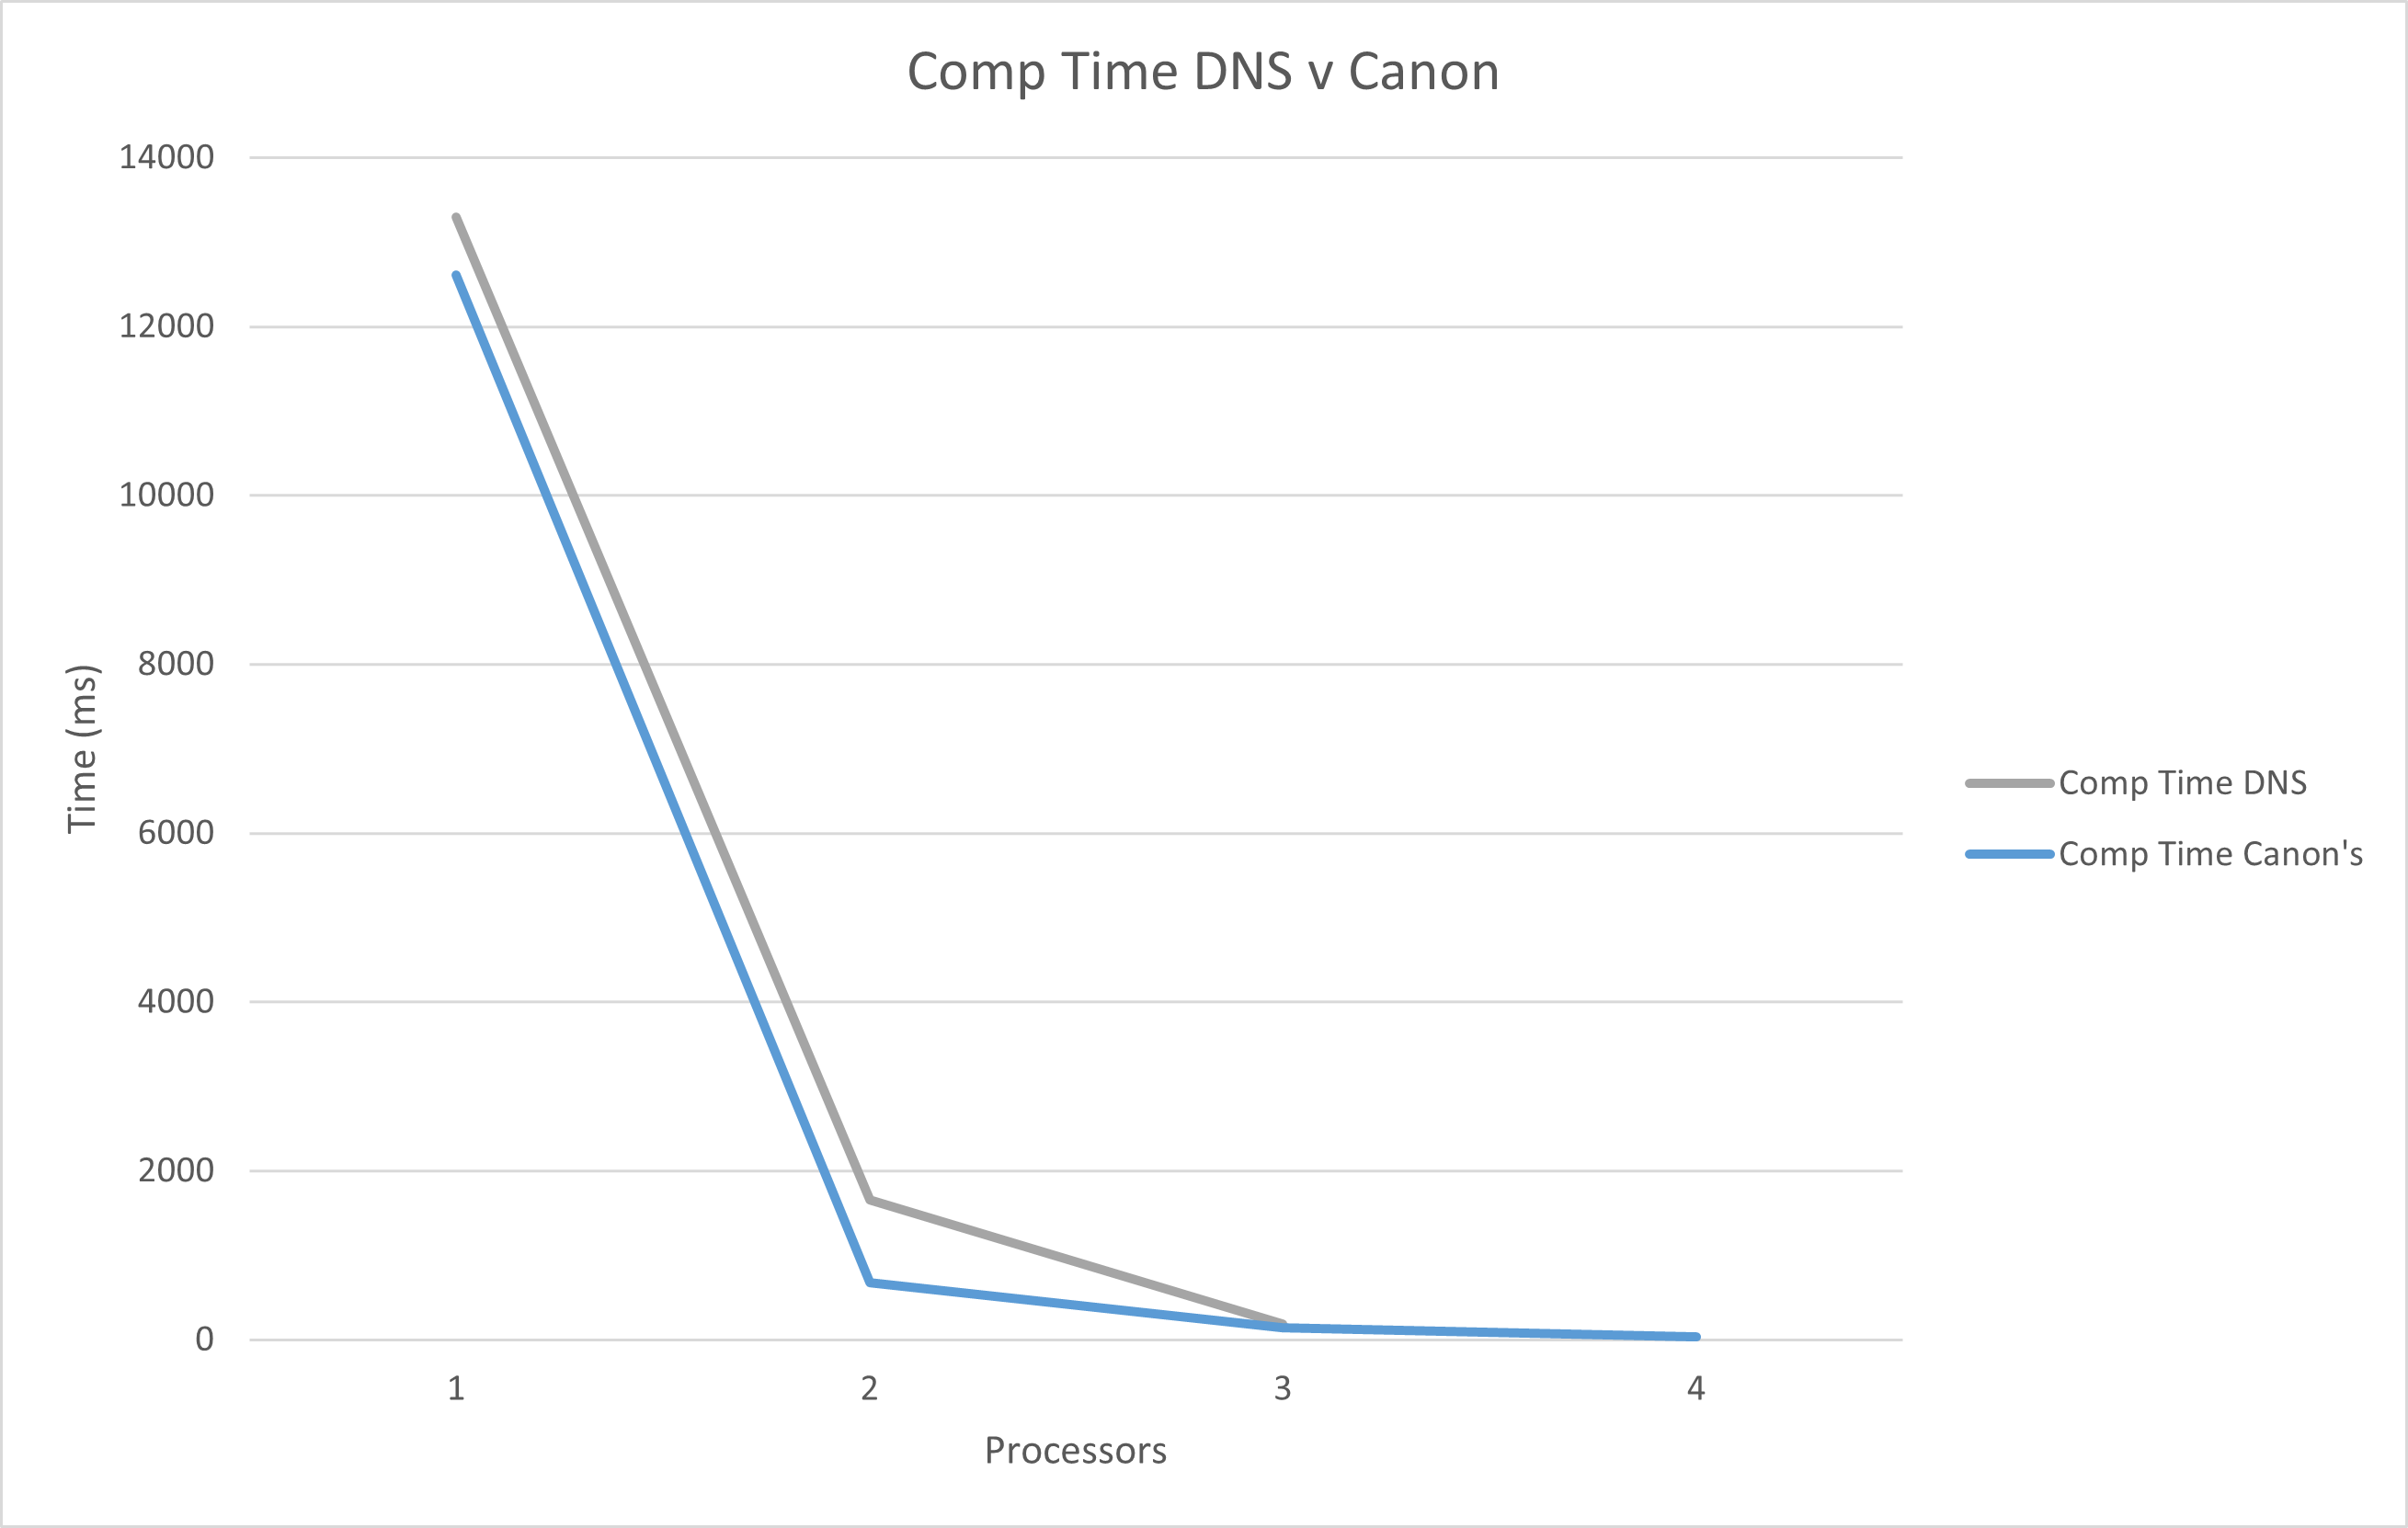 Comp Time DNS v Canon
14000
12000
10000
8000
6000
4000
2000
0
Time (ms)
1 2 3 4
Processors
Comp Time DNS
Comp Time Canon's